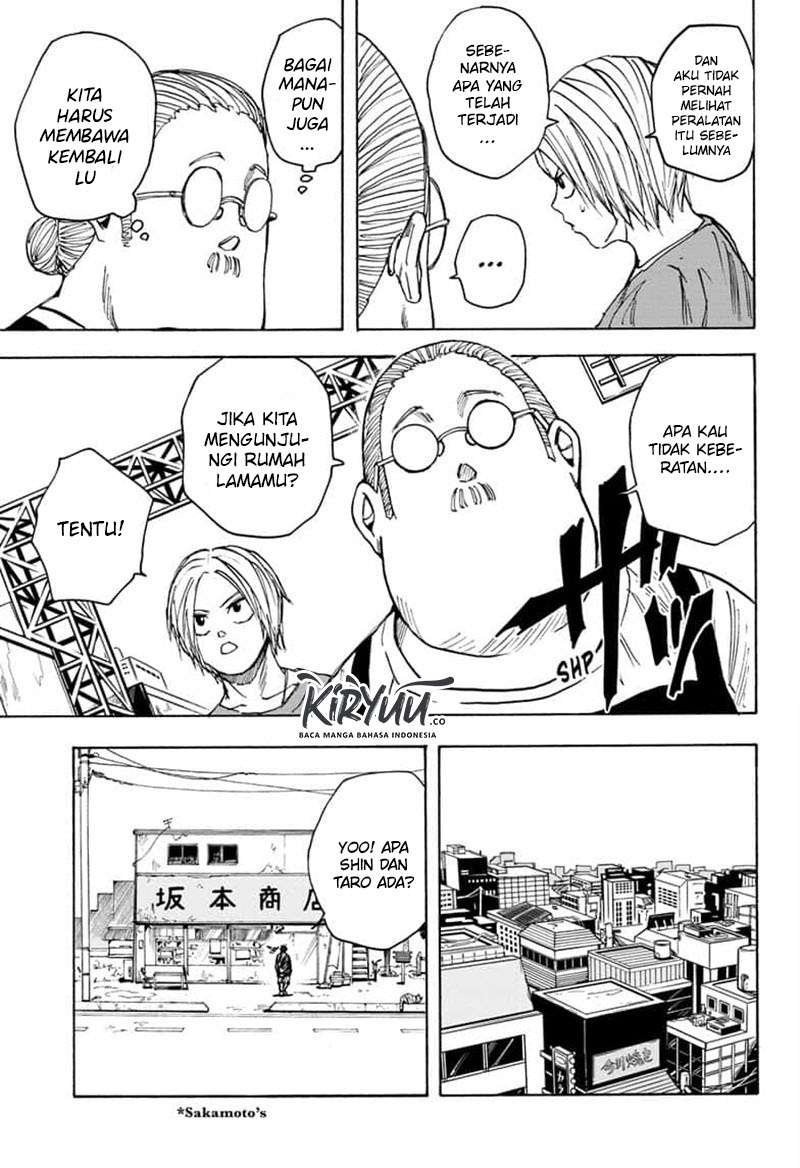 DAN
AKU TIDAK
PERNAH
MELIHAT
PERALATAN
ITU SEBE-
LUMNYA
SEBE-
NARNYA
APA YANG
TELAH
TERJADI
...
...
BAGAI
MANA-
PUN JUGA
...
KITA
HARUS
MEMBAWA
KEMBALI
LU
APA KAU
TIDAK KEBE-
RATAN....
JIKA KITA
MENGUNJU-
NGI RUMAH
LAMAMU?
TENTU!
SHP
KIRYUU.co
BACA MANGA BAHASA INDONESIA
YOO! APA
SHIN DAN
TARO ADA?
坂本商店
*Sakamoto's